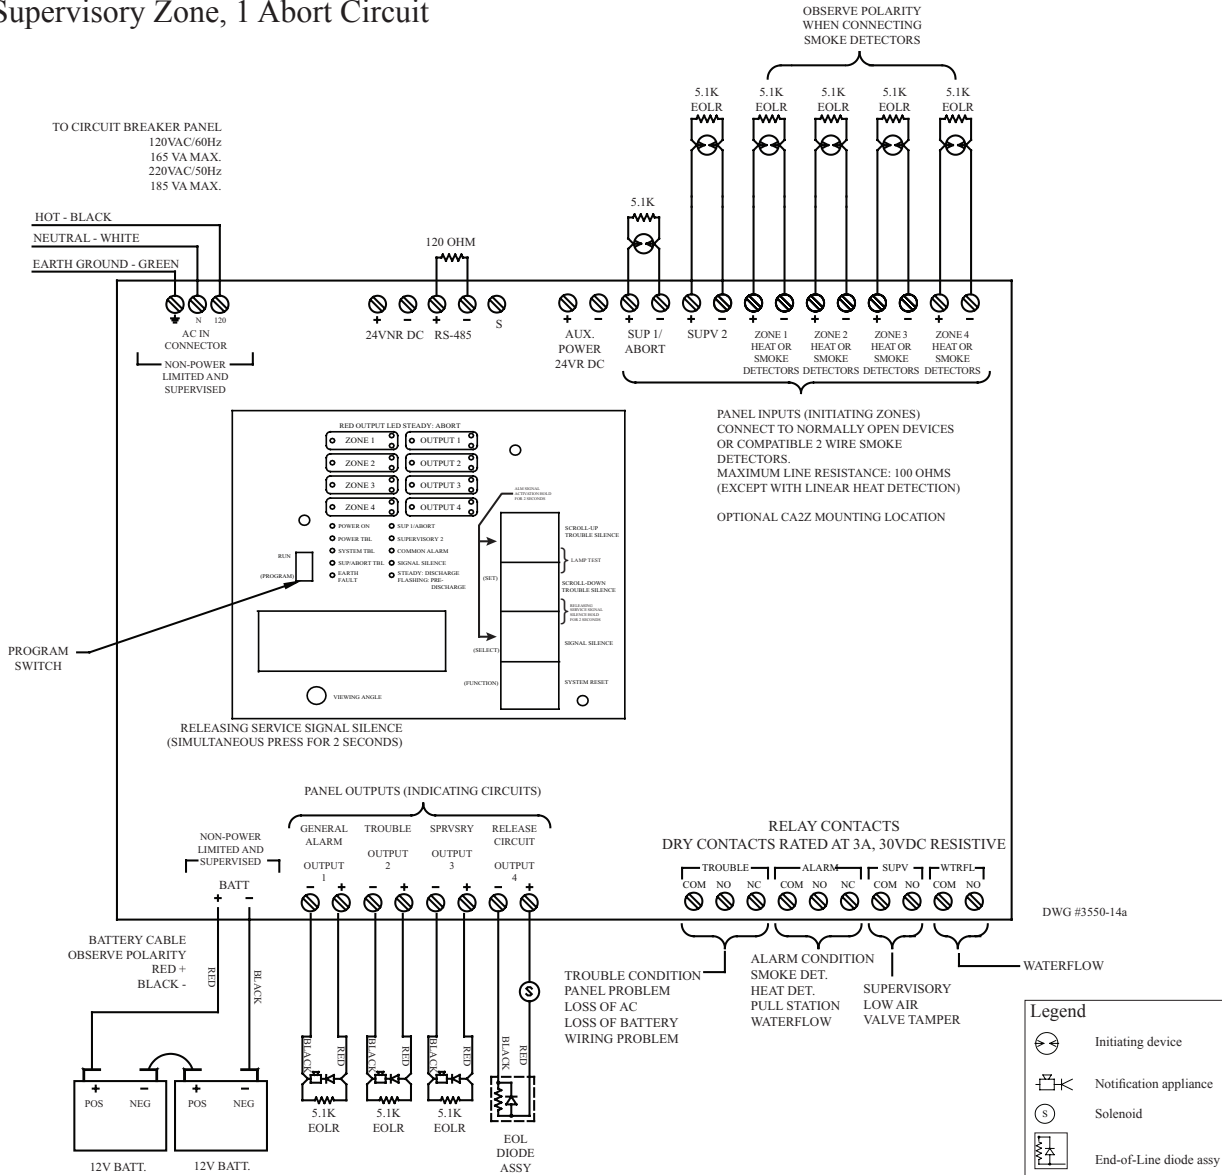 Supervisory Zone, 1 Abort Circuit
OBSERVE POLARITY
WHEN CONNECTING
SMOKE DETECTORS
5.1K
EOLR
5.1K
EOLR
5.1K
EOLR
5.1K
EOLR
5.1K
EOLR
TO CIRCUIT BREAKER PANEL
120VAC/60Hz
165 VA MAX.
220VAC/50Hz
185 VA MAX.
HOT - BLACK
NEUTRAL - WHITE
EARTH GROUND - GREEN
5.1K
120 OHM
N 120
AC IN
CONNECTOR
NON-POWER
LIMITED AND
SUPERVISED
+ -
24VNR DC
+ -
RS-485
S
+ -
AUX.
POWER
24VR DC
+ -
SUP 1/
ABORT
+ -
SUPV 2
+ -
ZONE 1
HEAT OR
SMOKE
DETECTORS
+ -
ZONE 2
HEAT OR
SMOKE
DETECTORS
+ -
ZONE 3
HEAT OR
SMOKE
DETECTORS
+ -
ZONE 4
HEAT OR
SMOKE
DETECTORS
PANEL INPUTS (INITIATING ZONES)
CONNECT TO NORMALLY OPEN DEVICES
OR COMPATIBLE 2 WIRE SMOKE
DETECTORS.
MAXIMUM LINE RESISTANCE: 100 OHMS
(EXCEPT WITH LINEAR HEAT DETECTION)
OPTIONAL CA2Z MOUNTING LOCATION
RED OUTPUT LED STEADY: ABORT
ZONE 1 OUTPUT 1
ZONE 2 OUTPUT 2
ZONE 3 OUTPUT 3
ZONE 4 OUTPUT 4
POWER ON SUP 1/ABORT
POWER TBL SUPERVISORY 2
SYSTEM TBL COMMON ALARM
SUP/ABORT TBL SIGNAL SILENCE
EARTH
FAULT
STEADY: DISCHARGE
FLASHING: PRE-
DISCHARGE
RUN
(PROGRAM)
ALM SIGNAL
ACTIVATION HOLD
FOR 2 SECONDS
SCROLL-UP
TROUBLE SILENCE
LAMP TEST
(SET)
SCROLL-DOWN
TROUBLE SILENCE
RELEASING
SERVICE SIGNAL
SILENCE HOLD
FOR 2 SECONDS
(SELECT)
SIGNAL SILENCE
(FUNCTION)
SYSTEM RESET
VIEWING ANGLE
PROGRAM
SWITCH
RELEASING SERVICE SIGNAL SILENCE
(SIMULTANEOUS PRESS FOR 2 SECONDS)
PANEL OUTPUTS (INDICATING CIRCUITS)
NON-POWER
LIMITED AND
SUPERVISED
BATT
+ -
GENERAL
ALARM
OUTPUT
1
- +
TROUBLE
OUTPUT
2
- +
SPRVSRY
OUTPUT
3
- +
RELEASE
CIRCUIT
OUTPUT
4
- +
RELAY CONTACTS
DRY CONTACTS RATED AT 3A, 30VDC RESISTIVE
TROUBLE
COM NO NC
ALARM
COM NO NC
SUPV
COM NO
WTRFL
COM NO
DWG #3550-14a
BATTERY CABLE
OBSERVE POLARITY
RED +
BLACK -
RED
BLACK
TROUBLE CONDITION
PANEL PROBLEM
LOSS OF AC
LOSS OF BATTERY
WIRING PROBLEM
ALARM CONDITION
SMOKE DET.
HEAT DET.
PULL STATION
WATERFLOW
SUPERVISORY
LOW AIR
VALVE TAMPER
WATERFLOW
S
BLACK
RED
BLACK
RED
BLACK
RED
BLACK
RED
5.1K
EOLR
5.1K
EOLR
5.1K
EOLR
EOL
DIODE
ASSY
+ -
POS NEG
12V BATT.
+ -
POS NEG
12V BATT.
Legend
Initiating device
Notification appliance
S Solenoid
End-of-Line diode assy